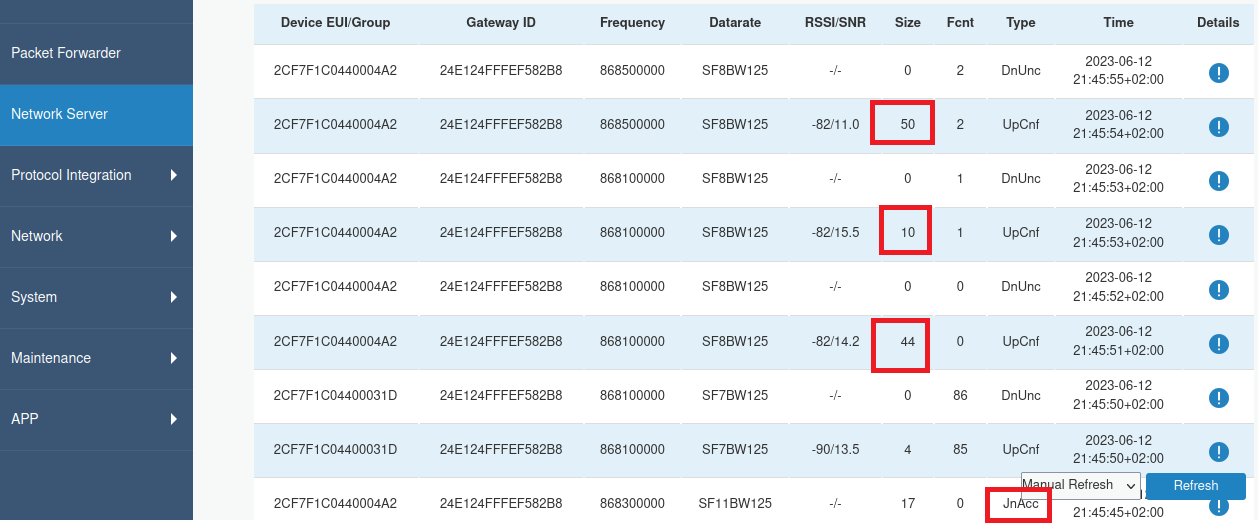 Packet Forwarder
Network Server
Protocol Integration
Network
System
Maintenance
APP
Device EUI/Group Gateway ID Frequency Datarate RSSI/SNR Size Fcnt Type Time Details
2CF7F1C0440004A2 24E124FFFEF582B8 868500000 SF8BW125 -/- 0 2 DnUnc 2023-06-12 21:45:55+02:00
2CF7F1C0440004A2 24E124FFFEF582B8 868500000 SF8BW125 -82/11.0 50 2 UpCnf 2023-06-12 21:45:54+02:00
2CF7F1C0440004A2 24E124FFFEF582B8 868100000 SF8BW125 -/- 0 1 DnUnc 2023-06-12 21:45:53+02:00
2CF7F1C0440004A2 24E124FFFEF582B8 868100000 SF8BW125 -82/15.5 10 1 UpCnf 2023-06-12 21:45:53+02:00
2CF7F1C0440004A2 24E124FFFEF582B8 868100000 SF8BW125 -/- 0 0 DnUnc 2023-06-12 21:45:52+02:00
2CF7F1C0440004A2 24E124FFFEF582B8 868100000 SF8BW125 -82/14.2 44 0 UpCnf 2023-06-12 21:45:51+02:00
2CF7F1C04400031D 24E124FFFEF582B8 868100000 SF7BW125 -/- 0 86 DnUnc 2023-06-12 21:45:50+02:00
2CF7F1C04400031D 24E124FFFEF582B8 868100000 SF7BW125 -90/13.5 4 85 UpCnf 2023-06-12 21:45:50+02:00
Manual Refresh Refresh
2CF7F1C0440004A2 24E124FFFEF582B8 868300000 SF11BW125 -/- 17 0 JnAcc 21:45:45+02:00